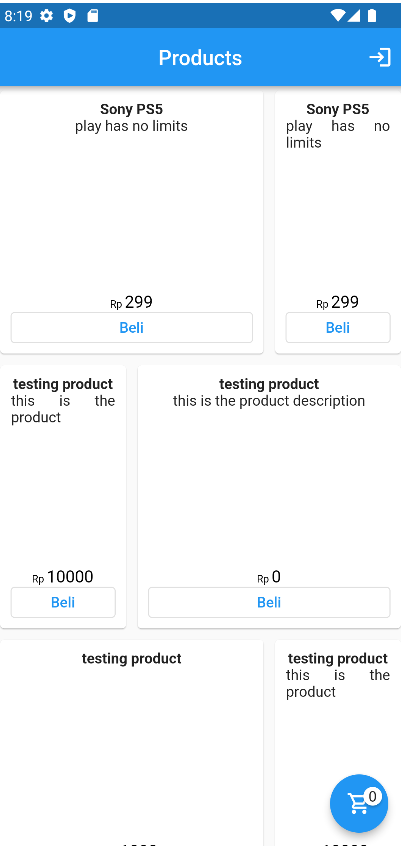 8:19
Products
Sony PS5
play has no limits
Rp 299
Beli
Sony PS5
play has no
limits
Rp 299
Beli
testing product
this is the
product
Rp 10000
Beli
testing product
this is the product description
Rp 0
Beli
testing product
testing product
this is the
product
0